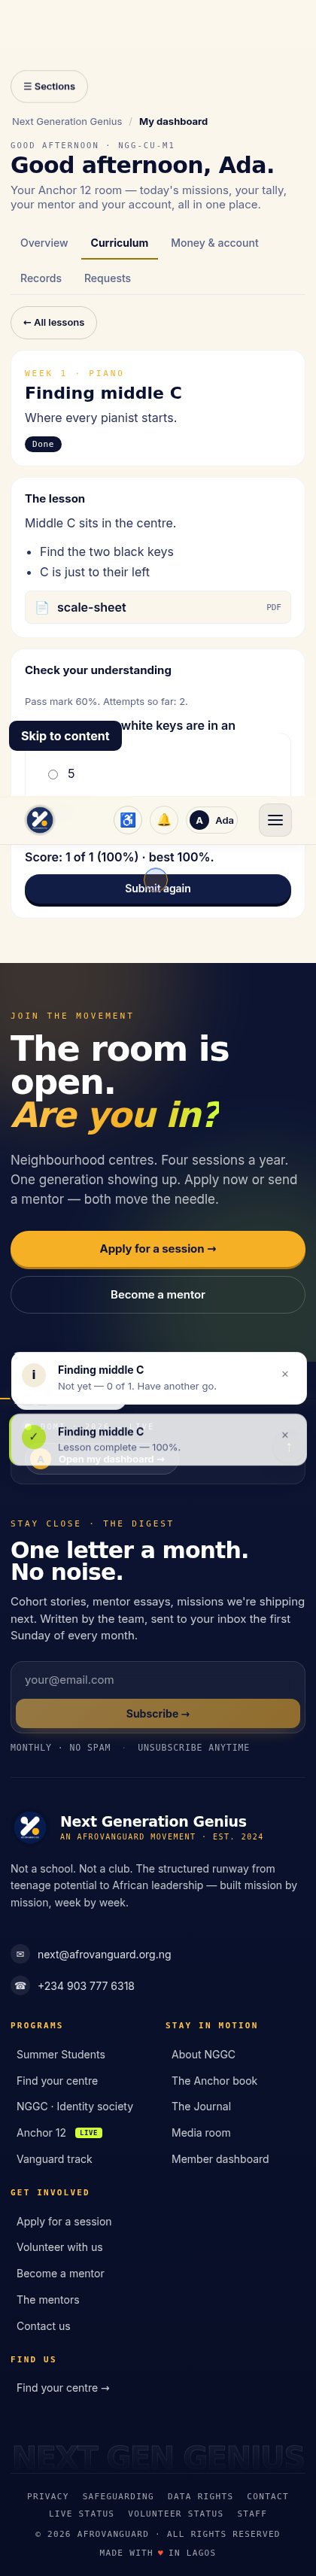 ☰ Sections
Next Generation Genius / My dashboard
GOOD AFTERNOON · NGG-CU-M1
Good afternoon, Ada.
Your Anchor 12 room — today's missions, your tally,
your mentor and your account, all in one place.
Overview Curriculum Money & account
Records Requests
← All lessons
WEEK 1 · PIANO
Finding middle C
Where every pianist starts.
Done
The lesson
Middle C sits in the centre.
• Find the two black keys
• C is just to their left
scale-sheet PDF
Check your understanding
Pass mark 60%. Attempts so far: 2.
white keys are in an
Skip to content
5
A Ada
Score: 1 of 1 (100%) · best 100%.
Submit again
JOIN THE MOVEMENT
The room is
open.
Are you in?
Neighbourhood centres. Four sessions a year.
One generation showing up. Apply now or send
a mentor — both move the needle.
Apply for a session →
Become a mentor
Finding middle C ×
Not yet — 0 of 1. Have another go.
Finding middle C ×
Lesson complete — 100%.
Open my dashboard →
STAY CLOSE · THE DIGEST
One letter a month.
No noise.
Cohort stories, mentor essays, missions we're shipping
next. Written by the team, sent to your inbox the first
Sunday of every month.
your@email.com
Subscribe →
MONTHLY · NO SPAM · UNSUBSCRIBE ANYTIME
Next Generation Genius
AN AFROVANGUARD MOVEMENT · EST. 2024
Not a school. Not a club. The structured runway from
teenage potential to African leadership — built mission by
mission, week by week.
next@afrovanguard.org.ng
+234 903 777 6318
PROGRAMS STAY IN MOTION
Summer Students About NGGC
Find your centre The Anchor book
NGGC · Identity society The Journal
Anchor 12 LIVE Media room
Vanguard track Member dashboard
GET INVOLVED
Apply for a session
Volunteer with us
Become a mentor
The mentors
Contact us
FIND US
Find your centre →
NEXT GEN GENIUS
PRIVACY SAFEGUARDING DATA RIGHTS CONTACT
LIVE STATUS VOLUNTEER STATUS STAFF
© 2026 AFROVANGUARD · ALL RIGHTS RESERVED
MADE WITH ♥ IN LAGOS